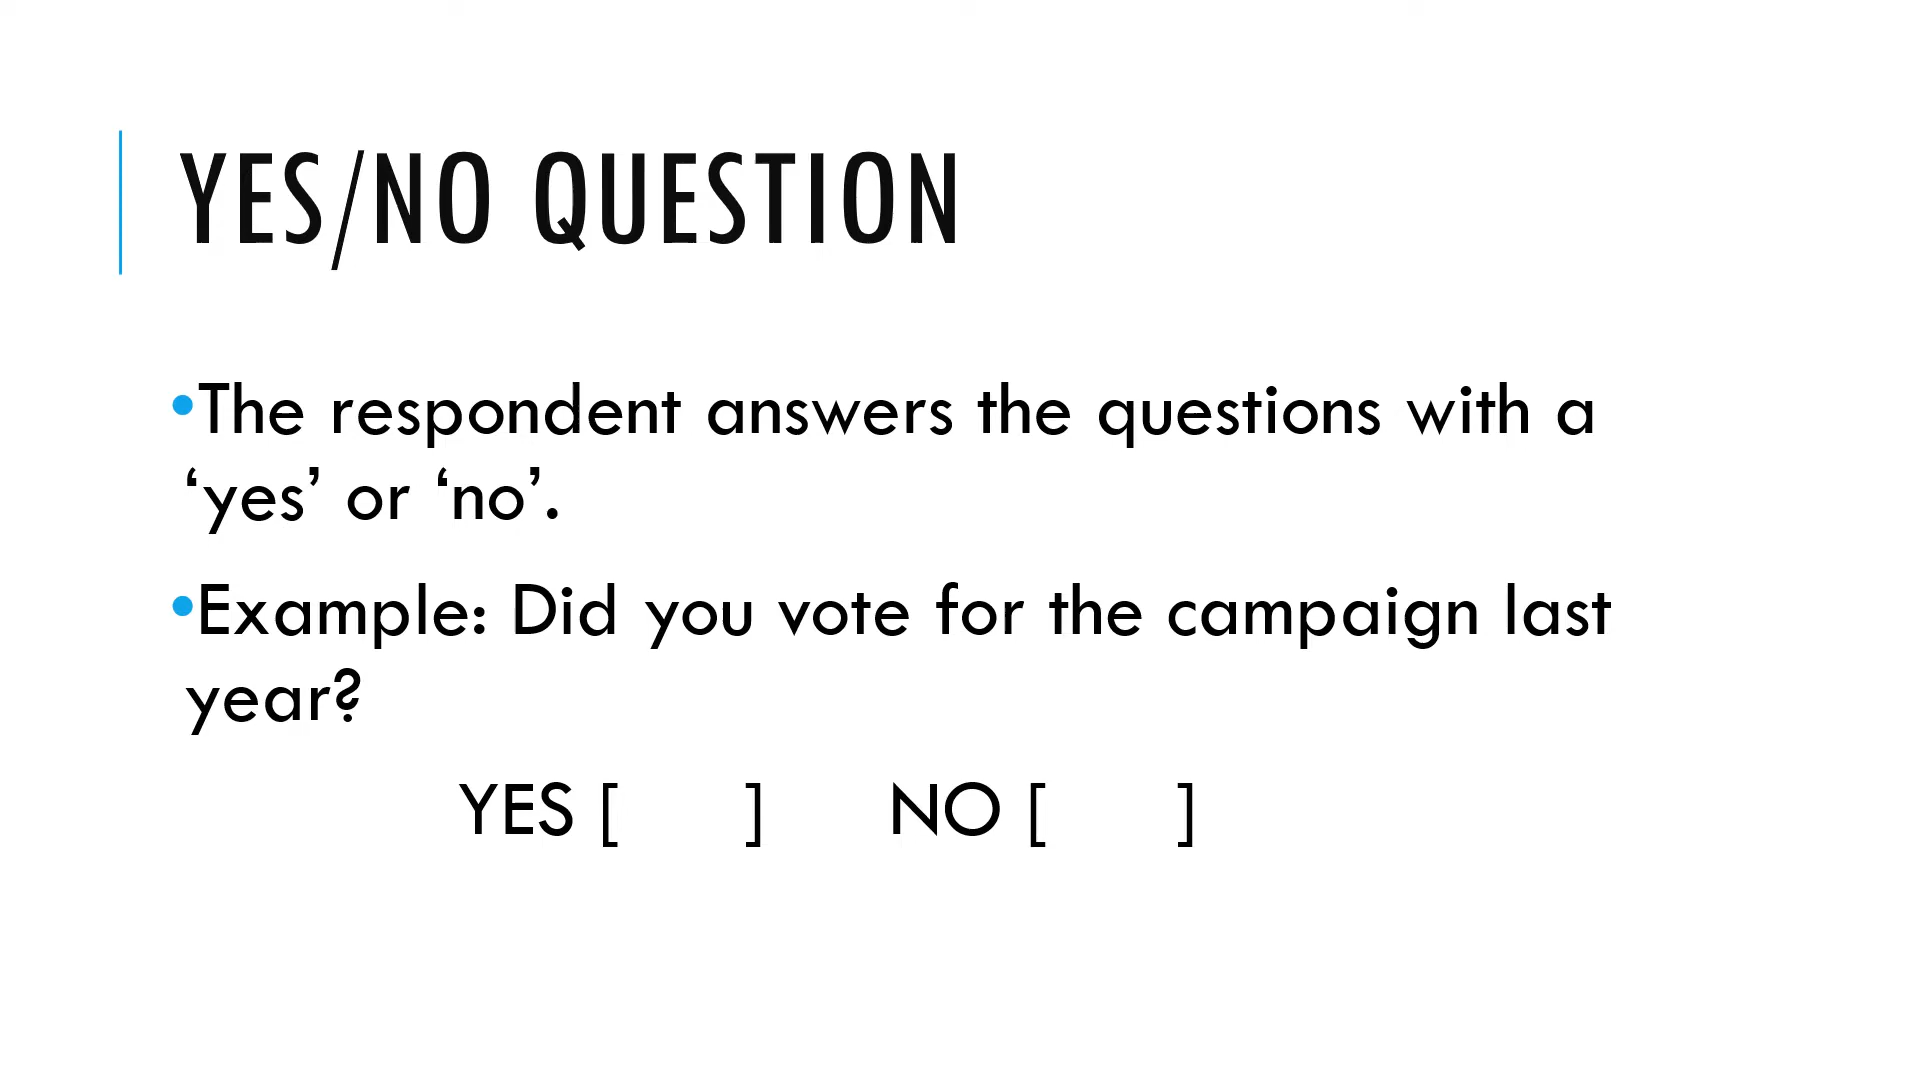 YES/NO QUESTION
•The respondent answers the questions with a
‘yes’ or ‘no’.
•Example: Did you vote for the campaign last
year?
YES [ ] NO [ ]